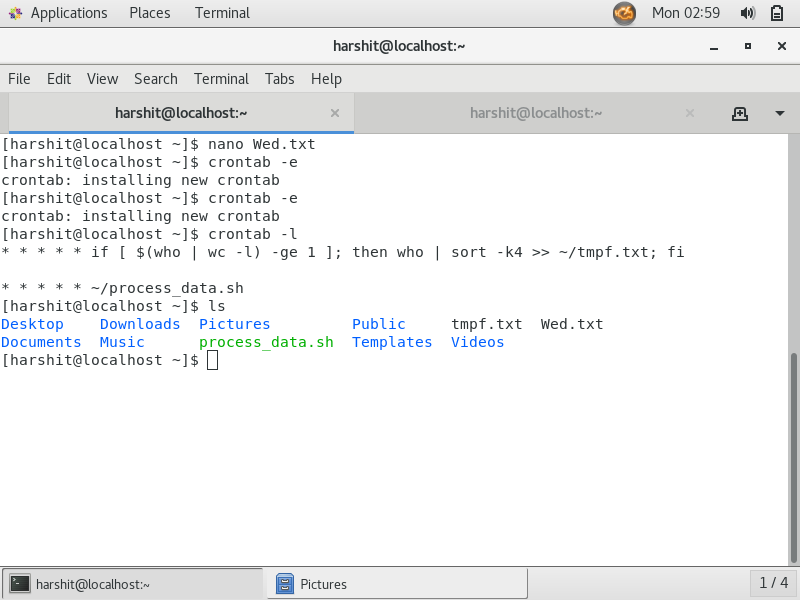 Applications Places Terminal Mon 02:59
harshit@localhost:~
File Edit View Search Terminal Tabs Help
harshit@localhost:~ harshit@localhost:~
[harshit@localhost ~]$ nano Wed.txt
[harshit@localhost ~]$ crontab -e
crontab: installing new crontab
[harshit@localhost ~]$ crontab -e
crontab: installing new crontab
[harshit@localhost ~]$ crontab -l
* * * * * if [ $(who | wc -l) -ge 1 ]; then who | sort -k4 >> ~/tmpf.txt; fi
* * * * * ~/process_data.sh
[harshit@localhost ~]$ ls
Desktop Downloads Pictures Public tmpf.txt Wed.txt
Documents Music process_data.sh Templates Videos
[harshit@localhost ~]$
harshit@localhost:~ Pictures 1 / 4